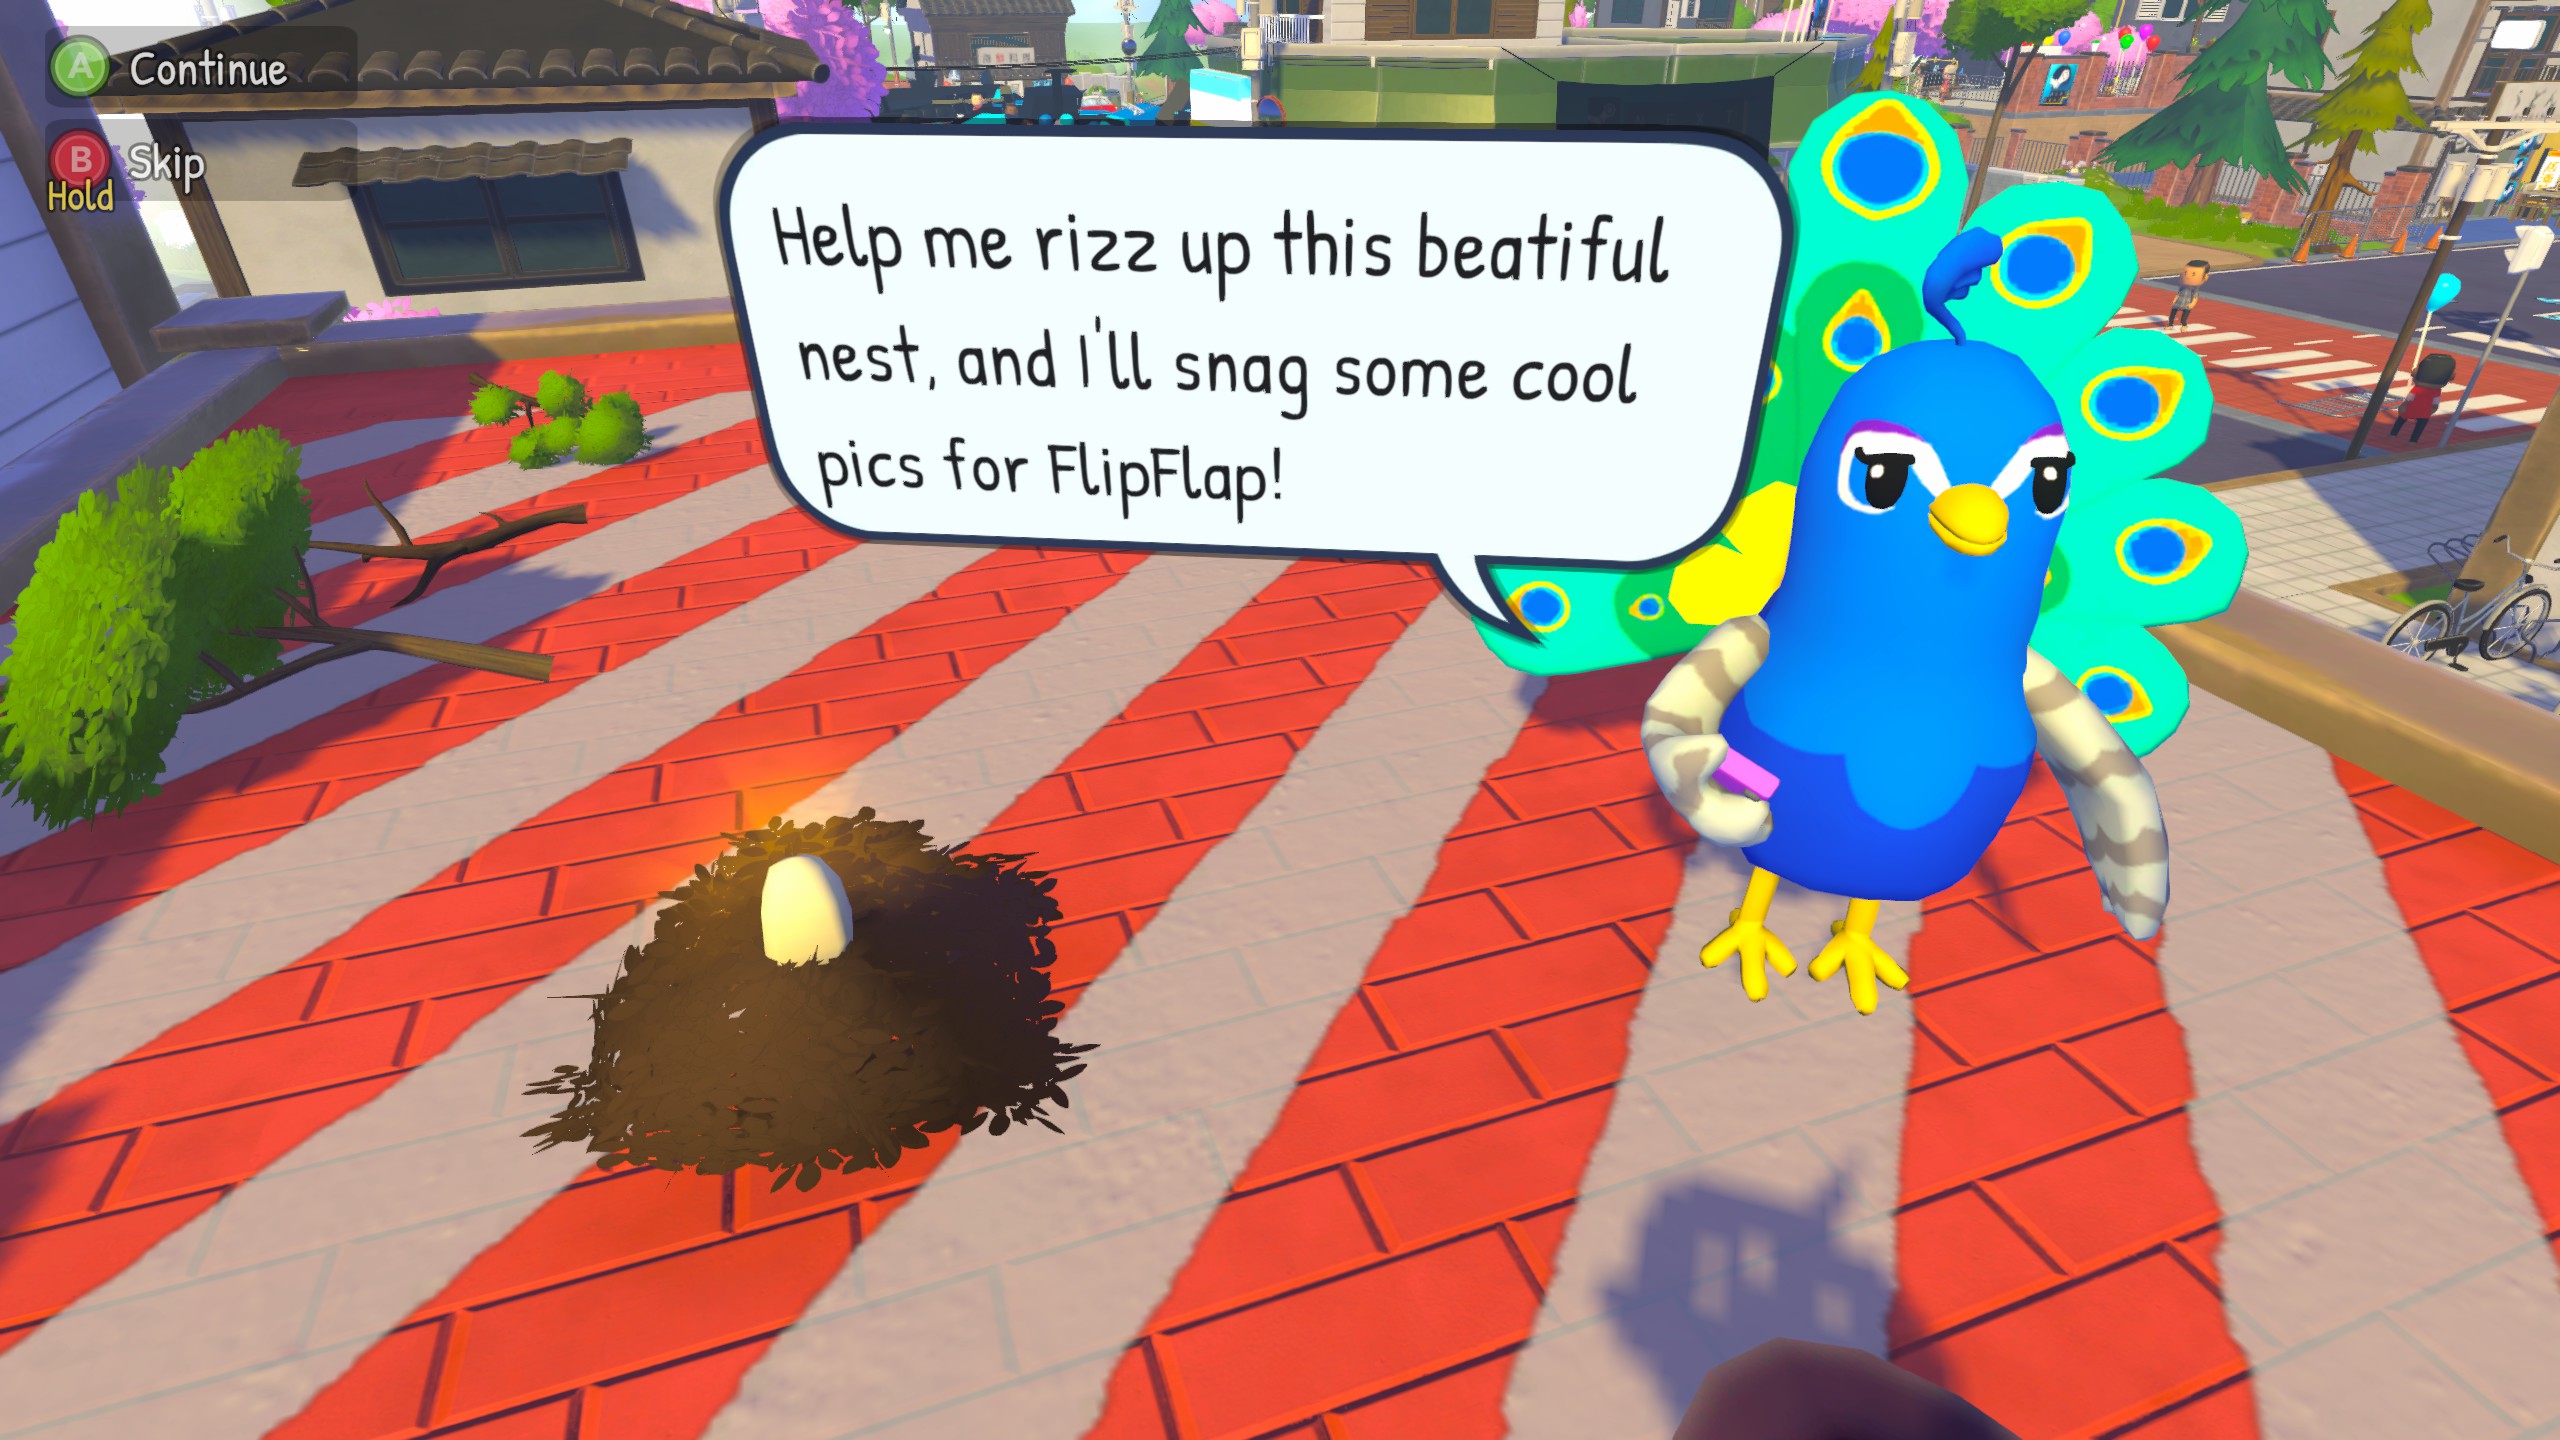 A Continue
B Skip
Hold
Help me rizz up this beatiful
nest, and I'll snag some cool
pics for FlipFlap!